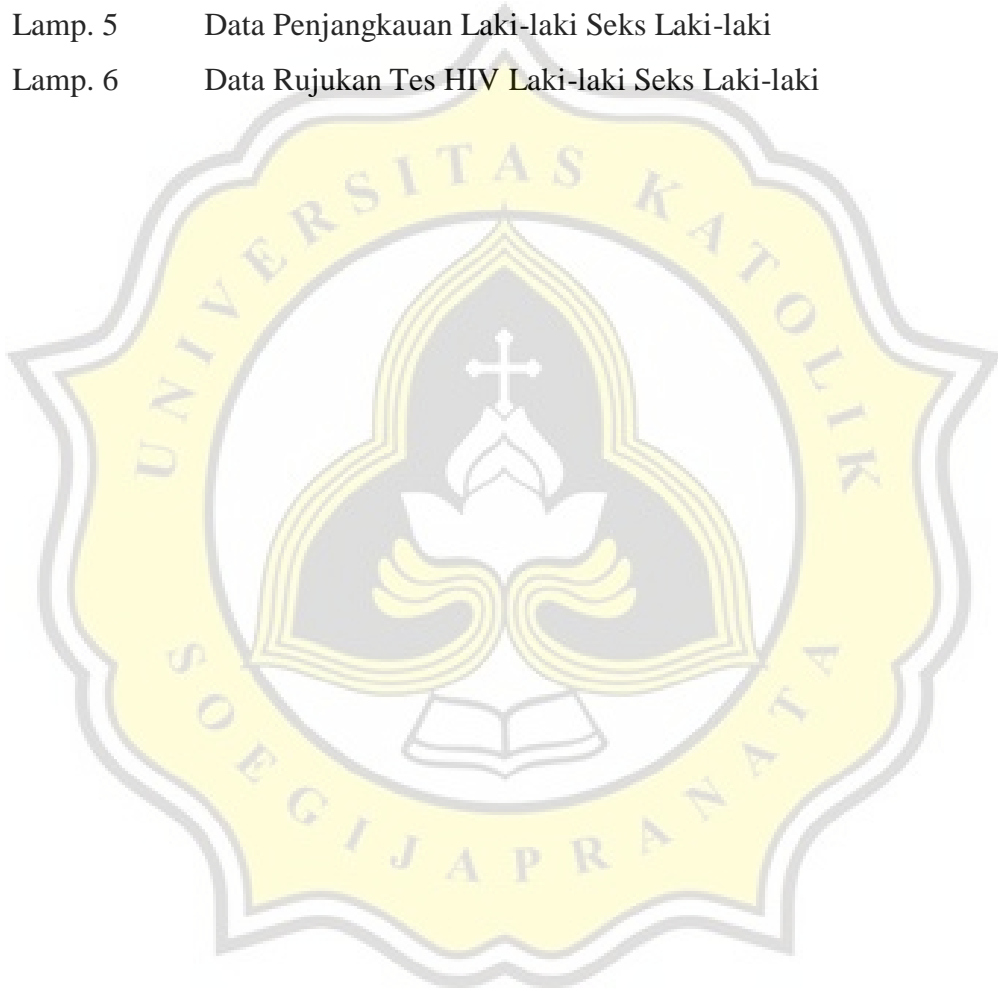 Lamp. 5 Data Penjangkauan Laki-laki Seks Laki-laki
Lamp. 6 Data Rujukan Tes HIV Laki-laki Seks Laki-laki
UNIVERSITAS KATOLIK
SOEGIJAPRANATA